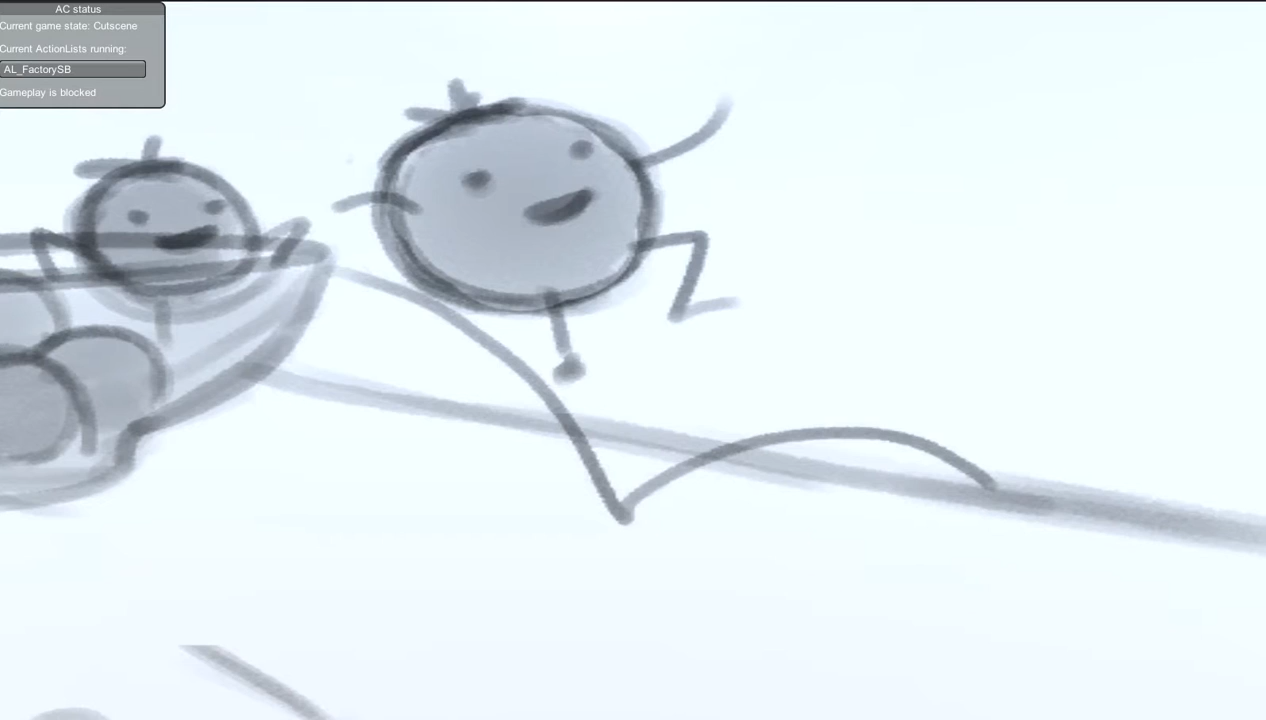 AC status
Current game state: Cutscene
Current ActionLists running:
AL_FactorySB
Gameplay is blocked